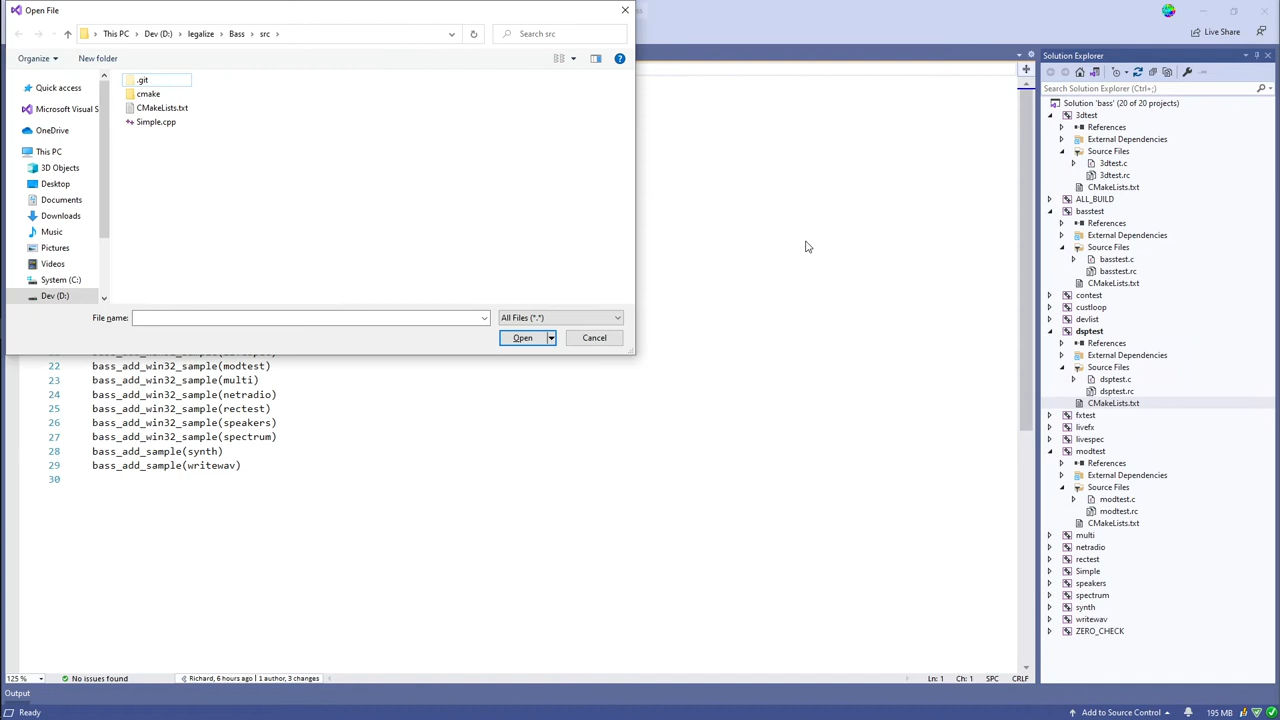 Open File
This PC > Dev (D:) > legalize > Bass > src >
Search src
Live Share
Organize
New folder
.git
cmake
CMakeLists.txt
Simple.cpp
Quick access
Microsoft Visual S
OneDrive
This PC
3D Objects
Desktop
Documents
Downloads
Music
Pictures
Videos
System (C:)
Dev (D:)
File name:
All Files (*.*)
Open
Cancel
22 bass_add_win32_sample(modtest)
23 bass_add_win32_sample(multi)
24 bass_add_win32_sample(netradio)
25 bass_add_win32_sample(rectest)
26 bass_add_win32_sample(speakers)
27 bass_add_win32_sample(spectrum)
28 bass_add_sample(synth)
29 bass_add_sample(writewav)
30
125 %
No issues found
Richard, 6 hours ago | 1 author, 3 changes
Ln: 1 Ch: 1 SPC CRLF
Solution Explorer
Search Solution Explorer (Ctrl+;)
Solution 'bass' (20 of 20 projects)
3dtest
References
External Dependencies
Source Files
3dtest.c
3dtest.rc
CMakeLists.txt
ALL_BUILD
basstest
References
External Dependencies
Source Files
basstest.c
basstest.rc
CMakeLists.txt
contest
custloop
devlist
dsptest
References
External Dependencies
Source Files
dsptest.c
dsptest.rc
CMakeLists.txt
fxtest
livefx
livespec
modtest
References
External Dependencies
Source Files
modtest.c
modtest.rc
CMakeLists.txt
multi
netradio
rectest
Simple
speakers
spectrum
synth
writewav
ZERO_CHECK
Output
Ready
Add to Source Control
195 MB